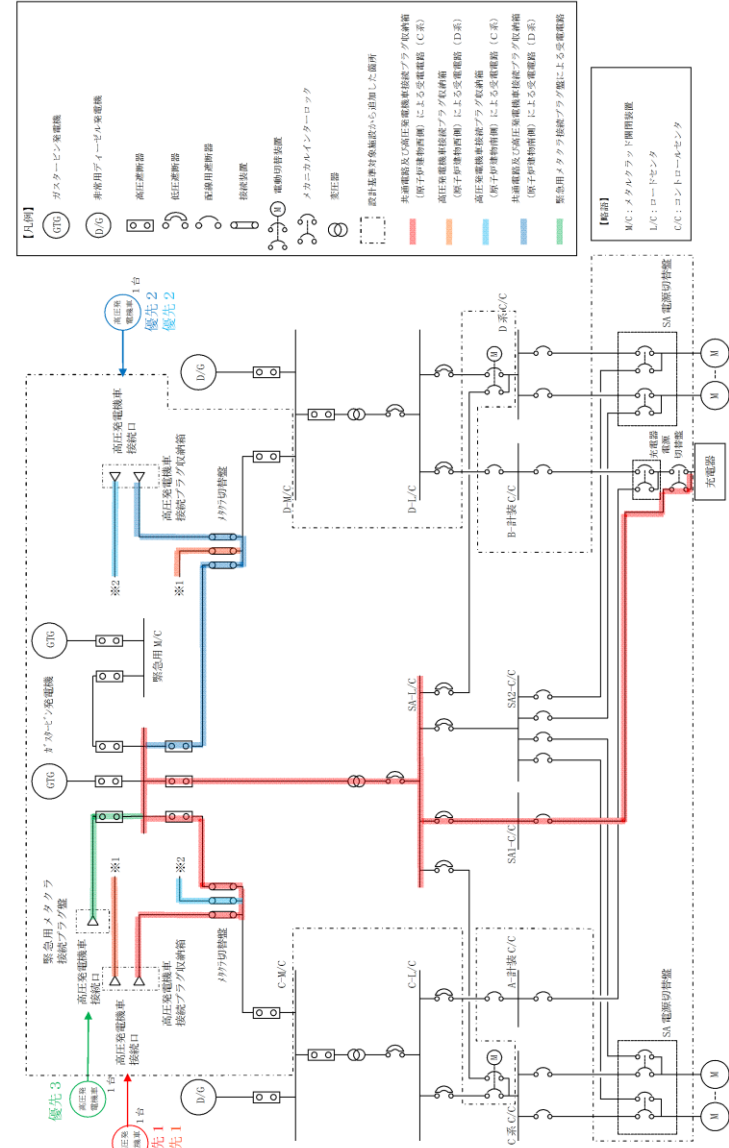 【凡例】
GTG
ガスタービン発電機
D/G
非常用ディーゼル発電機
高圧遮断器
低圧遮断器
配線用遮断器
接続装置
M
電動切替装置
メカニカルインターロック
変圧器
設計基準対象施設から追加した箇所
共通電路及び高圧発電機車接続プラグ収納箱
(原子炉建物西側)による受電電路(C系)
高圧発電機車接続プラグ収納箱
(原子炉建物西側)による受電電路(D系)
高圧発電機車接続プラグ収納箱
(原子炉建物南側)による受電電路(C系)
共通電路及び高圧発電機車接続プラグ収納箱
(原子炉建物南側)による受電電路(D系)
緊急用メタクラ接続プラグ盤による受電電路
【略語】
M/C:メタルクラッド開閉装置
L/C:ロードセンタ
C/C:コントロールセンタ
高圧発
電機車
1台
優先2
優先2
高圧発電機車
接続口
高圧発電機車
接続プラグ収納箱
※2
※1
メタクラ切替盤
D/G
D-M/C
D-L/C
D系C/C
M
B-計装C/C
SA電源切替盤
M
M
充電器
電源
切替盤
充電器
GTG
緊急用M/C
ガスタービン発電機
GTG
SA-L/C
SA2-C/C
SA1-C/C
緊急用メタクラ
接続プラグ盤
高圧発電機車
接続口
※1
※2
高圧発電機車
接続口
高圧発電機車
接続プラグ収納箱
メタクラ切替盤
優先3
高圧発
電機車
1台
1台
先1
先1
D/G
C-M/C
C-L/C
A-計装C/C
C系C/C
M
SA電源切替盤
M
M